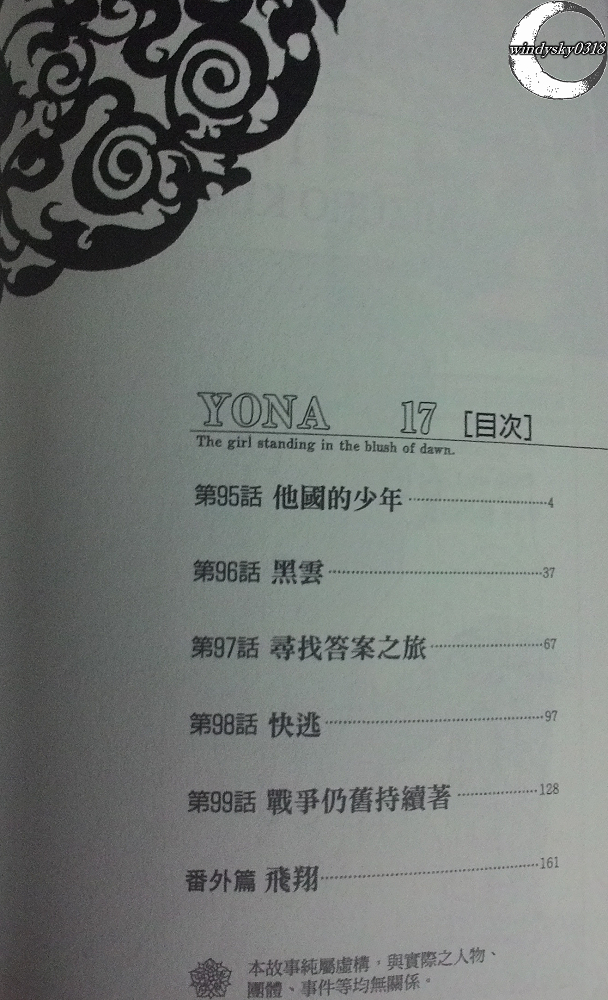 windysky0318
YONA 17 [目次]
The girl standing in the blush of dawn.
第95話 他國的少年 4
第96話 黑雲 37
第97話 尋找答案之旅 67
第98話 快逃 97
第99話 戰爭仍舊持續著 128
番外篇 飛翔 161
本故事純屬虛構，與實際之人物、
團體、事件等均無關係。